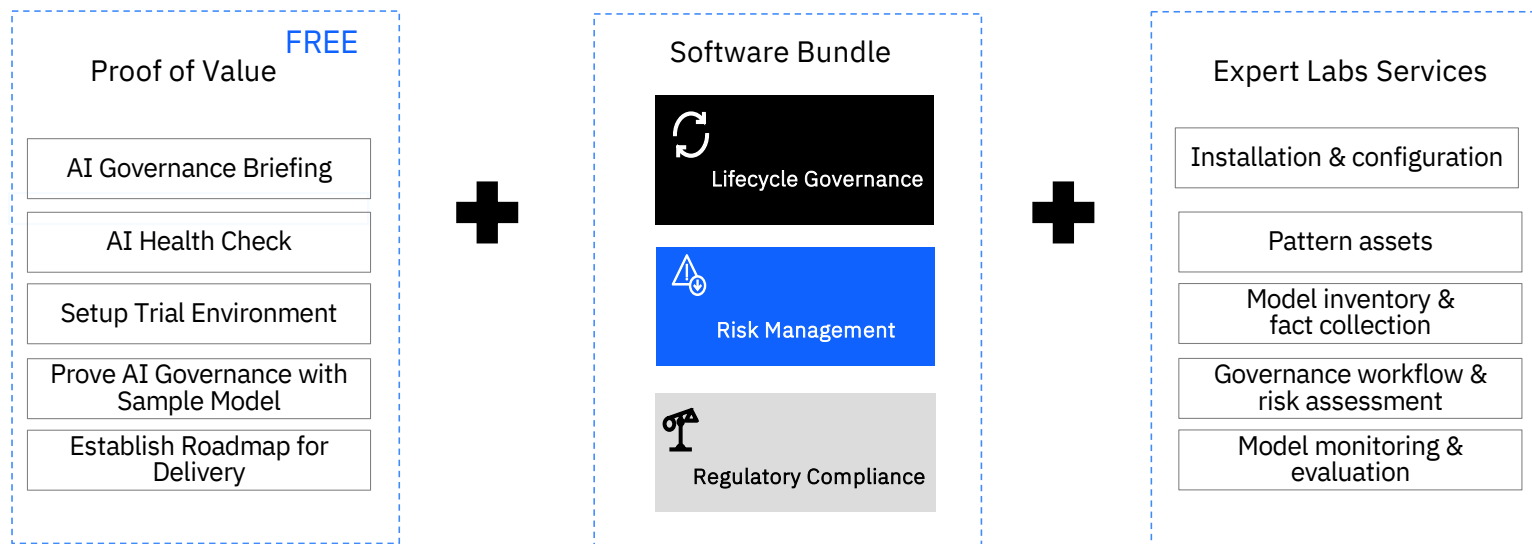 FREE
Proof of Value
AI Governance Briefing
AI Health Check
Setup Trial Environment
Prove AI Governance with
Sample Model
Establish Roadmap for
Delivery
Software Bundle
Lifecycle Governance
Risk Management
Regulatory Compliance
Expert Labs Services
Installation & configuration
Pattern assets
Model inventory &
fact collection
Governance workflow &
risk assessment
Model monitoring &
evaluation